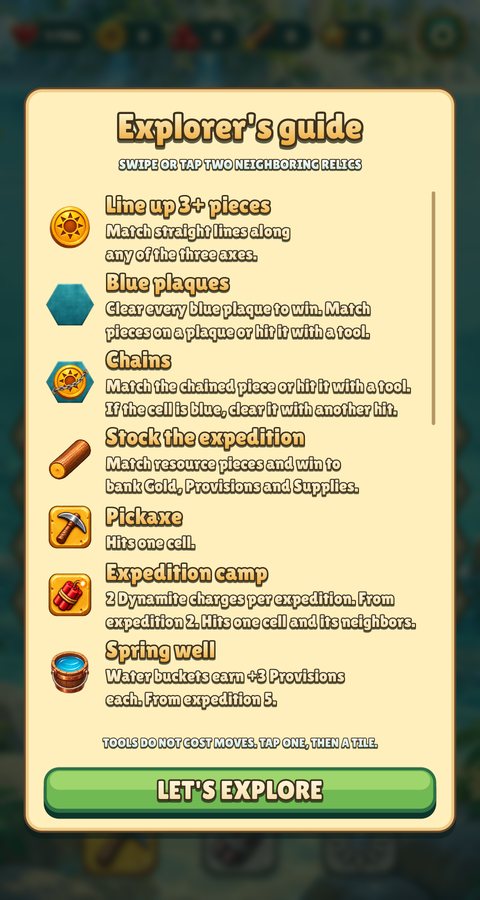 Explorer's guide
SWIPE OR TAP TWO NEIGHBORING RELICS
Line up 3+ pieces
Match straight lines along
any of the three axes.
Blue plaques
Clear every blue plaque to win. Match
pieces on a plaque or hit it with a tool.
Chains
Match the chained piece or hit it with a tool.
If the cell is blue, clear it with another hit.
Stock the expedition
Match resource pieces and win to
bank Gold, Provisions and Supplies.
Pickaxe
Hits one cell.
Expedition camp
2 Dynamite charges per expedition. From
expedition 2. Hits one cell and its neighbors.
Spring well
Water buckets earn +3 Provisions
each. From expedition 5.
TOOLS DO NOT COST MOVES. TAP ONE, THEN A TILE.
LET'S EXPLORE